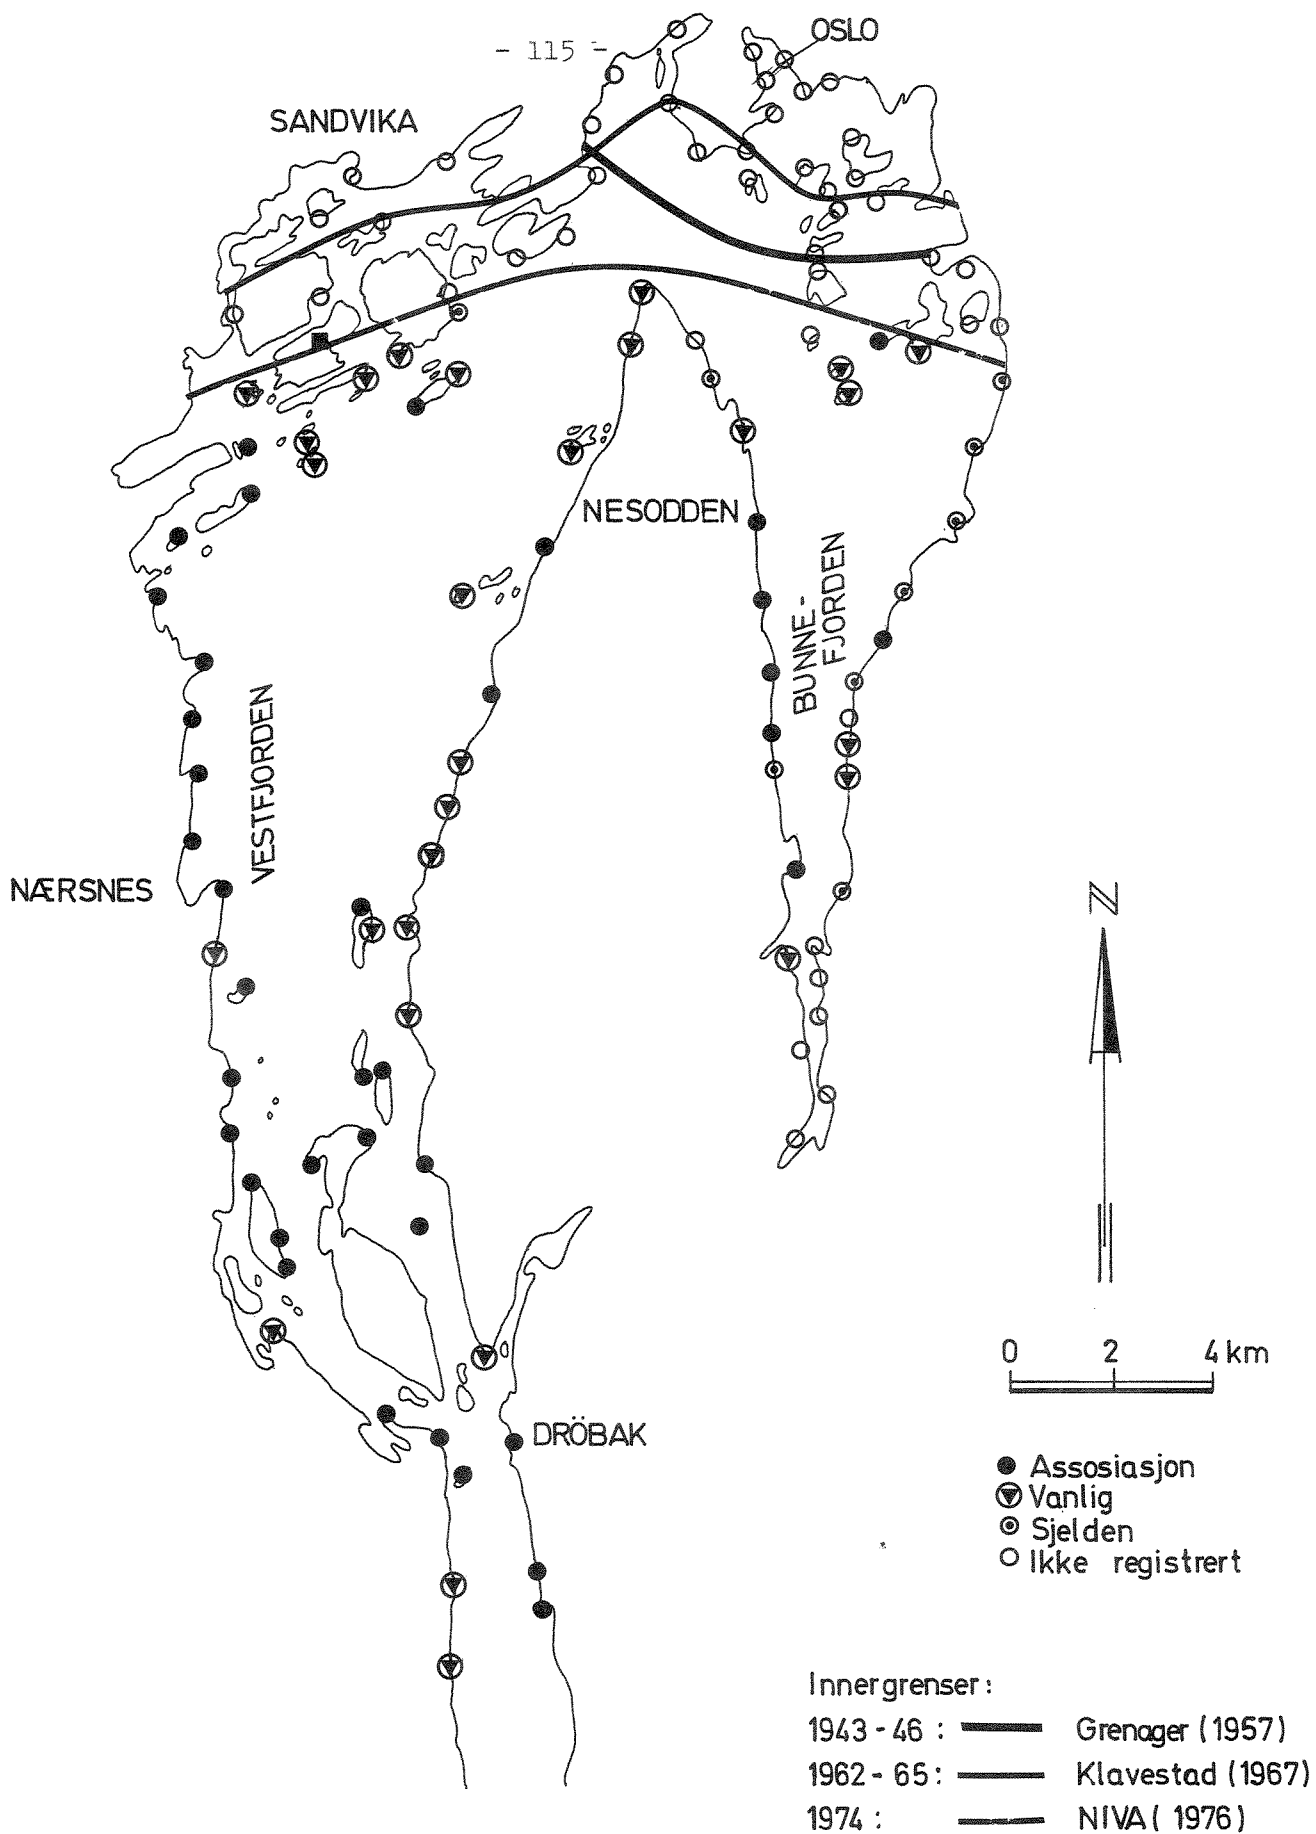 - 115 -
OSLO
SANDVIKA
NESODDEN
BUNNE-
FJORDEN
VESTFJORDEN
NÆRSNES
N
0 2 4 km
DRÖBAK
Assosiasjon
Vanlig
Sjelden
Ikke registrert
Innergrenser:
1943-46: Grenager (1957)
1962-65: Klavestad (1967)
1974: NIVA (1976)